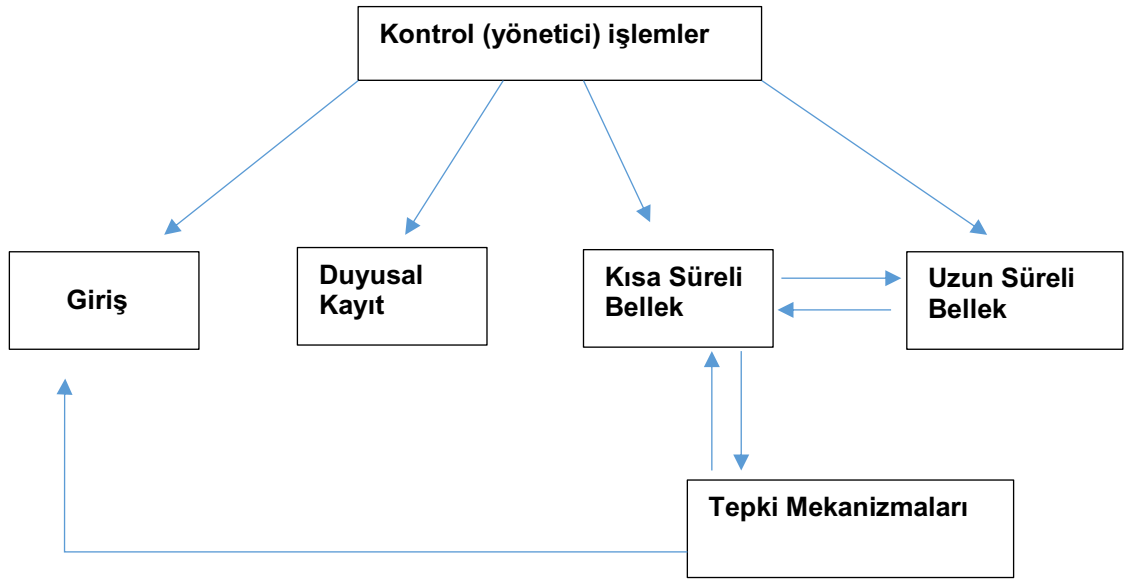 Kontrol (yönetici) işlemler
Giriş
Duyusal
Kayıt
Kısa Süreli
Bellek
Uzun Süreli
Bellek
Tepki Mekanizmaları